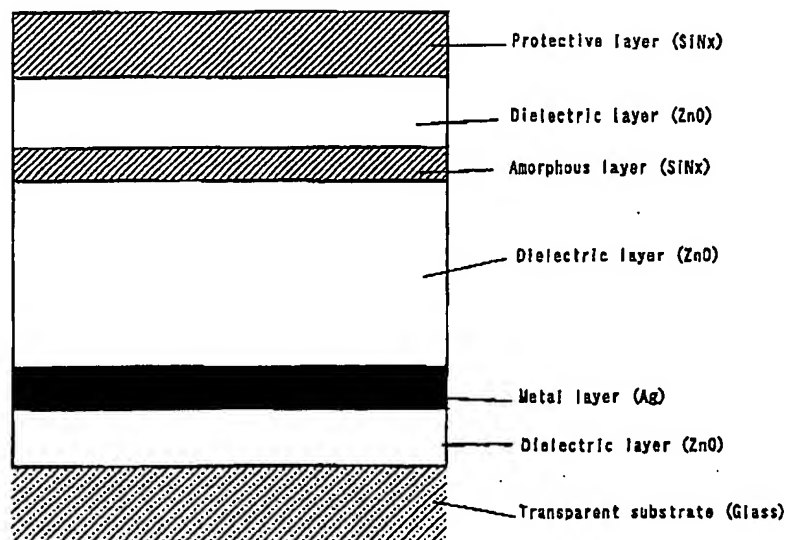 Protective layer (SiNx)
Dielectric layer (ZnO)
Amorphous layer (SiNx)
Dielectric layer (ZnO)
Metal layer (Ag)
Dielectric layer (ZnO)
Transparent substrate (Glass)